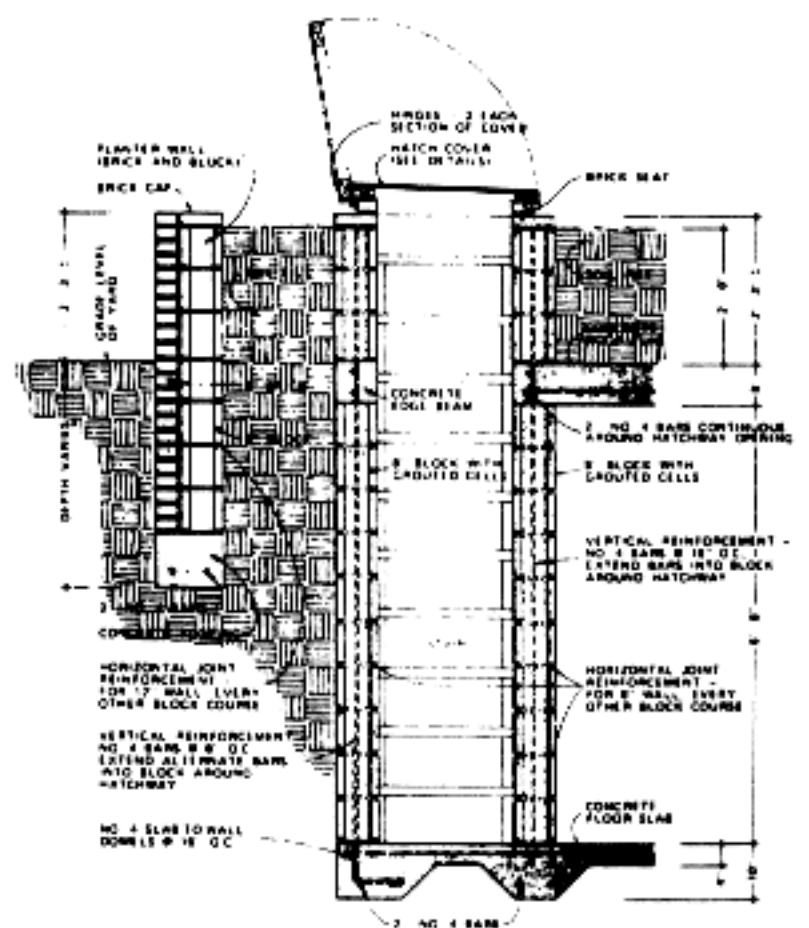 HINGES - 2 EACH
SECTION OF COVER
HATCH COVER
(SEE DETAILS)
PLANTER WALL
(BRICK AND BLOCK)
BRICK CAP
BRICK SEAT
GRADE LEVEL
OF YARD
DEPTH VARIES
CONCRETE
EDGE BEAM
2 NO. 4 BARS CONTINUOUS
AROUND HATCHWAY OPENING
8" BLOCK WITH
GROUTED CELLS
8" BLOCK WITH
GROUTED CELLS
VERTICAL REINFORCEMENT -
NO. 4 BARS @ 16" O.C.
EXTEND BARS INTO BLOCK
AROUND HATCHWAY
HORIZONTAL JOINT
REINFORCEMENT -
FOR 12" WALL EVERY
OTHER BLOCK COURSE
HORIZONTAL JOINT
REINFORCEMENT -
FOR 8" WALL EVERY
OTHER BLOCK COURSE
VERTICAL REINFORCEMENT
NO. 4 BARS @ 8" O.C.
EXTEND ALTERNATE BARS
INTO BLOCK AROUND
HATCHWAY
NO. 4 SLAB TO WALL
DOWELS @ 16" O.C.
CONCRETE
FLOOR SLAB
4"
10"
2 NO. 4 BARS